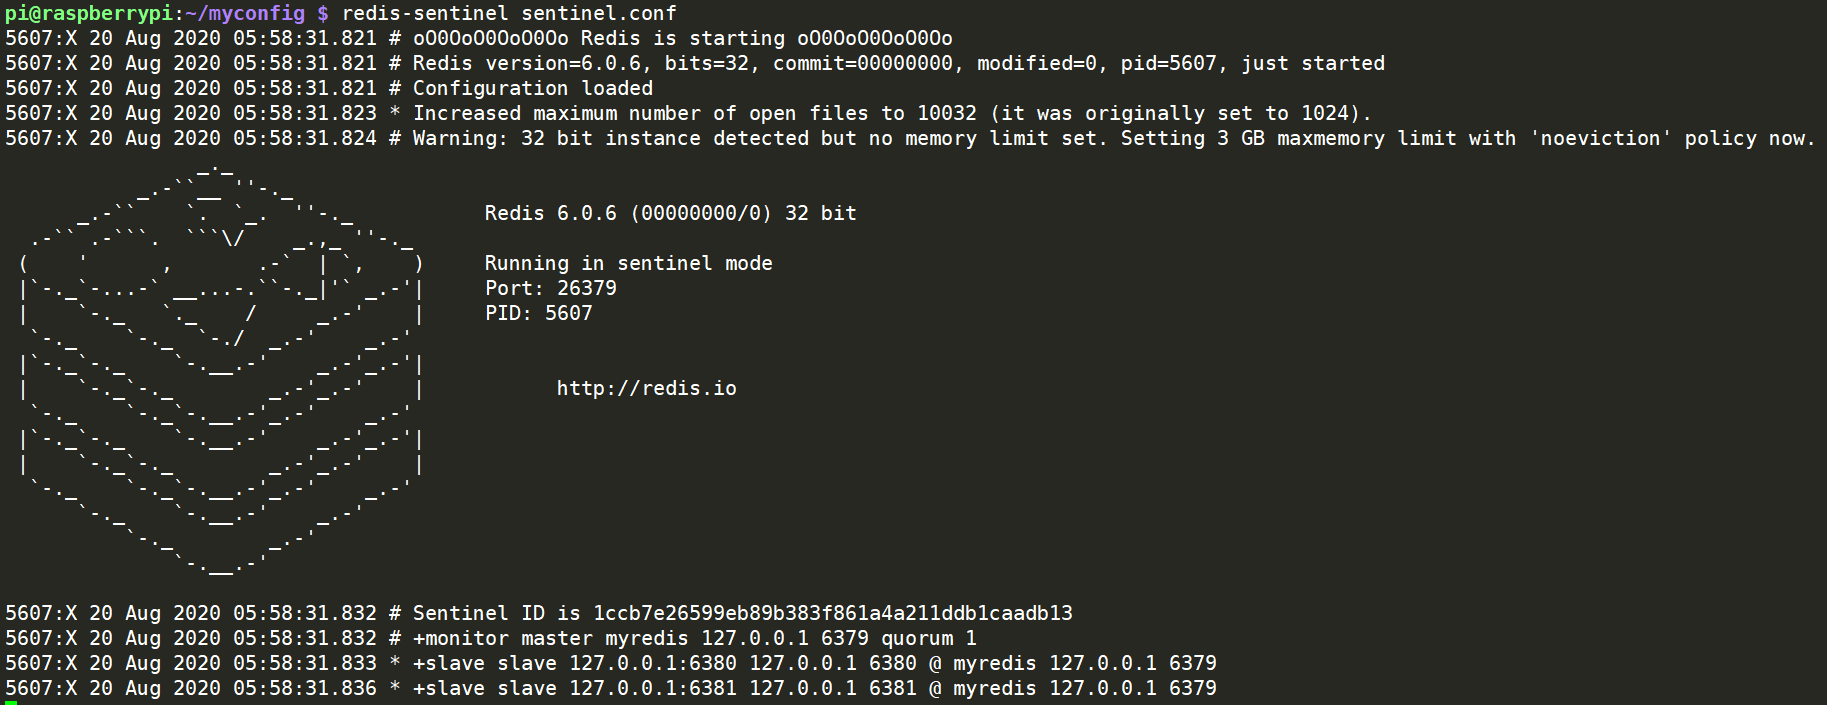 pi@raspberrypi:~/myconfig $ redis-sentinel sentinel.conf
5607:X 20 Aug 2020 05:58:31.821 # oO0OoO0OoO0Oo Redis is starting oO0OoO0OoO0Oo
5607:X 20 Aug 2020 05:58:31.821 # Redis version=6.0.6, bits=32, commit=00000000, modified=0, pid=5607, just started
5607:X 20 Aug 2020 05:58:31.821 # Configuration loaded
5607:X 20 Aug 2020 05:58:31.823 * Increased maximum number of open files to 10032 (it was originally set to 1024).
5607:X 20 Aug 2020 05:58:31.824 # Warning: 32 bit instance detected but no memory limit set. Setting 3 GB maxmemory limit with 'noeviction' policy now.
Redis 6.0.6 (00000000/0) 32 bit
Running in sentinel mode
Port: 26379
PID: 5607
http://redis.io
5607:X 20 Aug 2020 05:58:31.832 # Sentinel ID is 1ccb7e26599eb89b383f861a4a211ddb1caadb13
5607:X 20 Aug 2020 05:58:31.832 # +monitor master myredis 127.0.0.1 6379 quorum 1
5607:X 20 Aug 2020 05:58:31.833 * +slave slave 127.0.0.1:6380 127.0.0.1 6380 @ myredis 127.0.0.1 6379
5607:X 20 Aug 2020 05:58:31.836 * +slave slave 127.0.0.1:6381 127.0.0.1 6381 @ myredis 127.0.0.1 6379